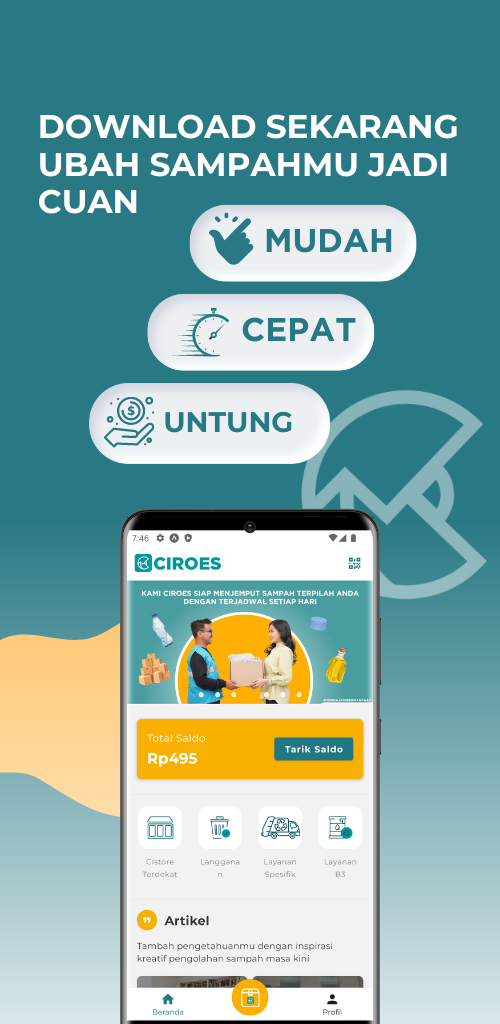 DOWNLOAD SEKARANG
UBAH SAMPAHMU JADI
CUAN
MUDAH
CEPAT
UNTUNG
7:46
CIROES
KAMI CIROES SIAP MENJEMPUT SAMPAH TERPILAH ANDA
DENGAN TERJADWAL SETIAP HARI
Total Saldo
Rp495
Tarik Saldo
Cistore
Terdekat
Langgana
n
Layanan
Spesifik
Layanan
B3
Artikel
Tambah pengetahuanmu dengan inspirasi
kreatif pengolahan sampah masa kini
Beranda
Profil